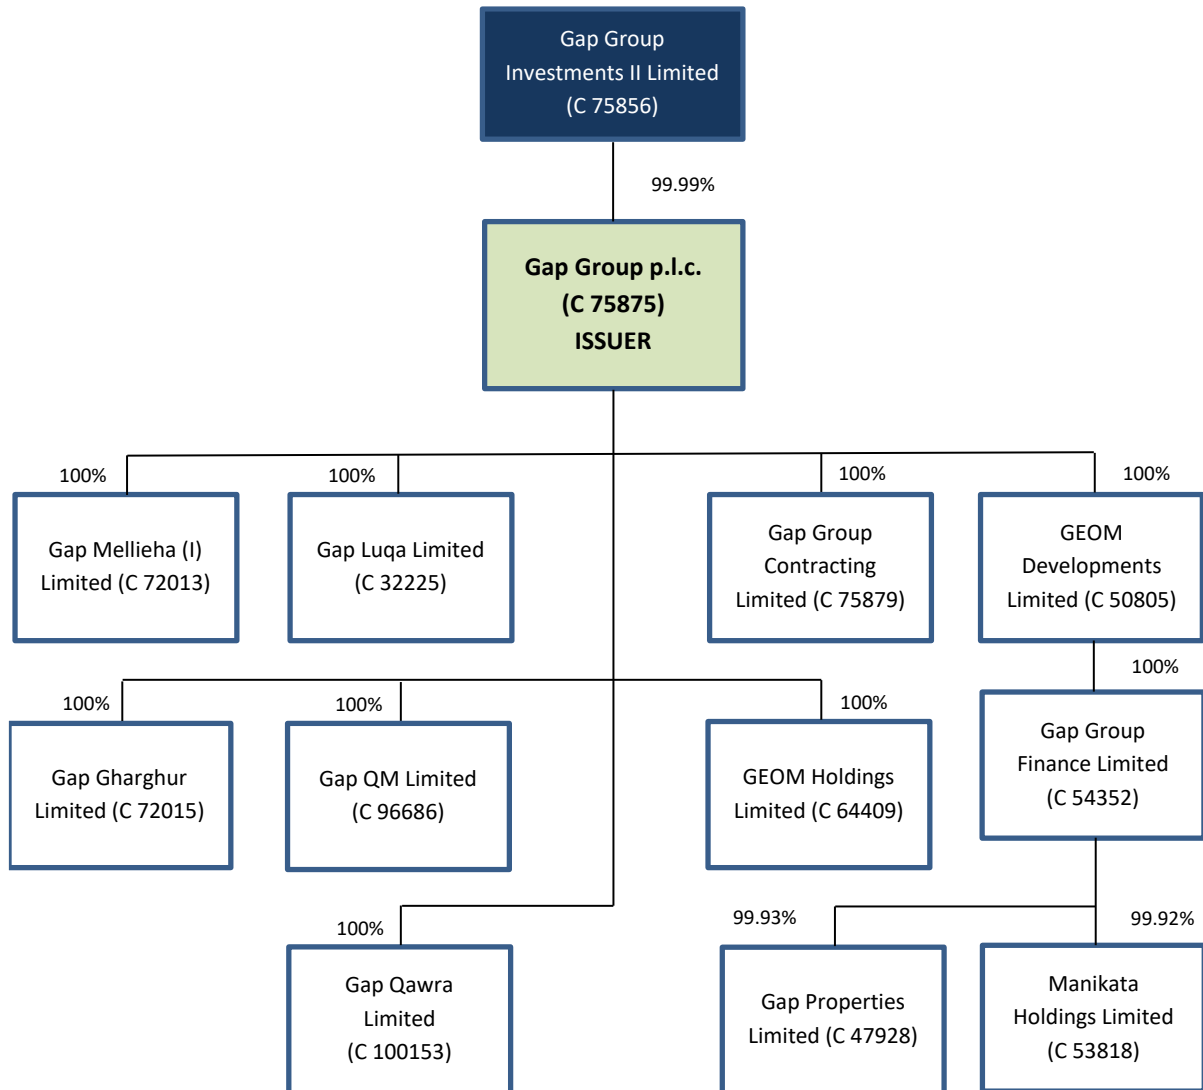 Gap Group
Investments II Limited
(C 75856)
99.99%
Gap Group p.l.c.
(C 75875)
ISSUER
100%
100%
100%
100%
Gap Mellieha (I)
Limited (C 72013)
Gap Luqa Limited
(C 32225)
Gap Group
Contracting
Limited (C 75879)
GEOM
Developments
Limited (C 50805)
100%
100%
100%
100%
Gap Gharghur
Limited (C 72015)
Gap QM Limited
(C 96686)
GEOM Holdings
Limited (C 64409)
Gap Group
Finance Limited
(C 54352)
100%
99.93%
99.92%
Gap Qawra
Limited
(C 100153)
Gap Properties
Limited (C 47928)
Manikata
Holdings Limited
(C 53818)